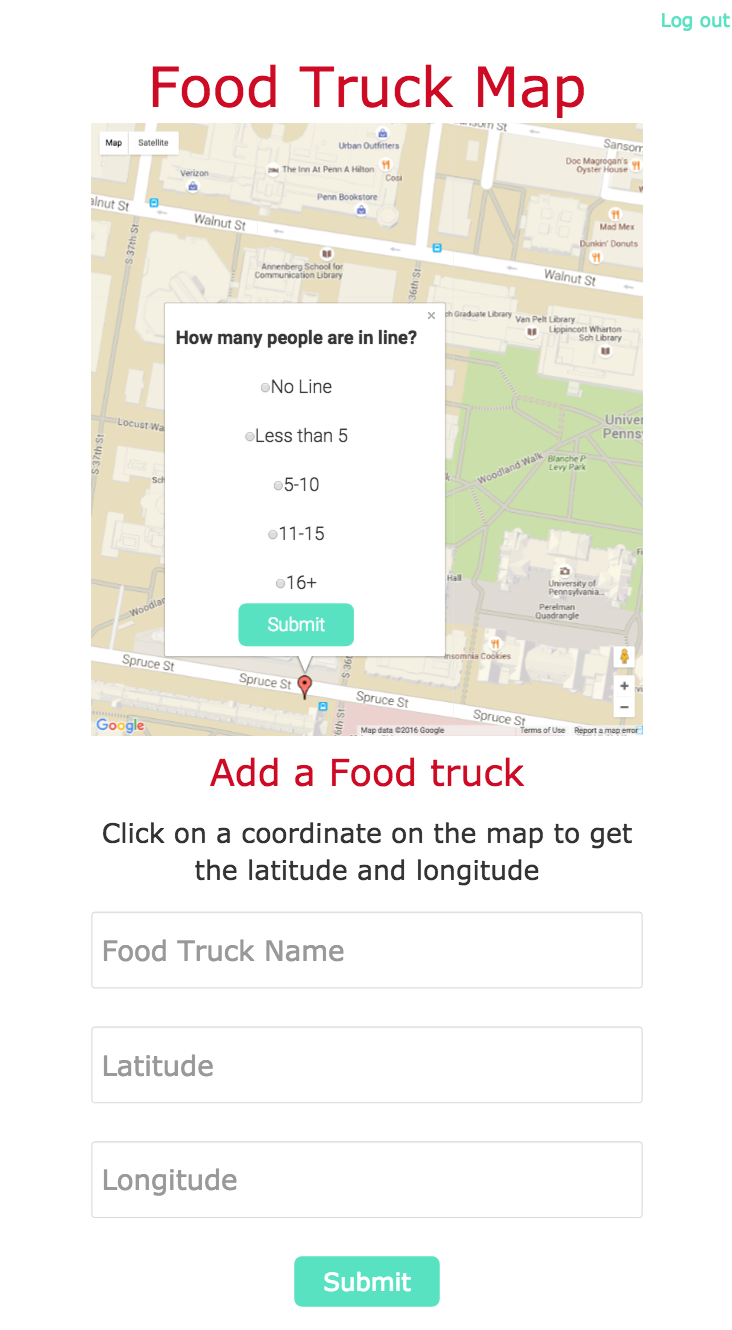 Log out
Food Truck Map
Map
Satellite
Urban Outfitters
Sansom
Verizon
The Inn At Penn A Hilton
Doc Magrogan's
Oyster House
Penn Bookstore
Walnut St
Mad Mex
Dunkin' Donuts
S 37th St
Annenberg School for
Communication Library
36th St
Walnut St
Van Pelt Library
Lippincott Wharton
Sch Library
Graduate Library
×
How many people are in line?
No Line
Less than 5
5-10
11-15
16+
Submit
Locust
S 37th St
Woodland Walk
Blanche P
Levy Park
Hall
University of
Pennsylvania...
Perelman
Quadrangle
Insomnia Cookies
Spruce St
Spruce St
Spruce St
Spruce St
+
−
Google
Map data ©2016 Google
Terms of Use
Report a map error
Add a Food truck
Click on a coordinate on the map to get
the latitude and longitude
Food Truck Name
Latitude
Longitude
Submit